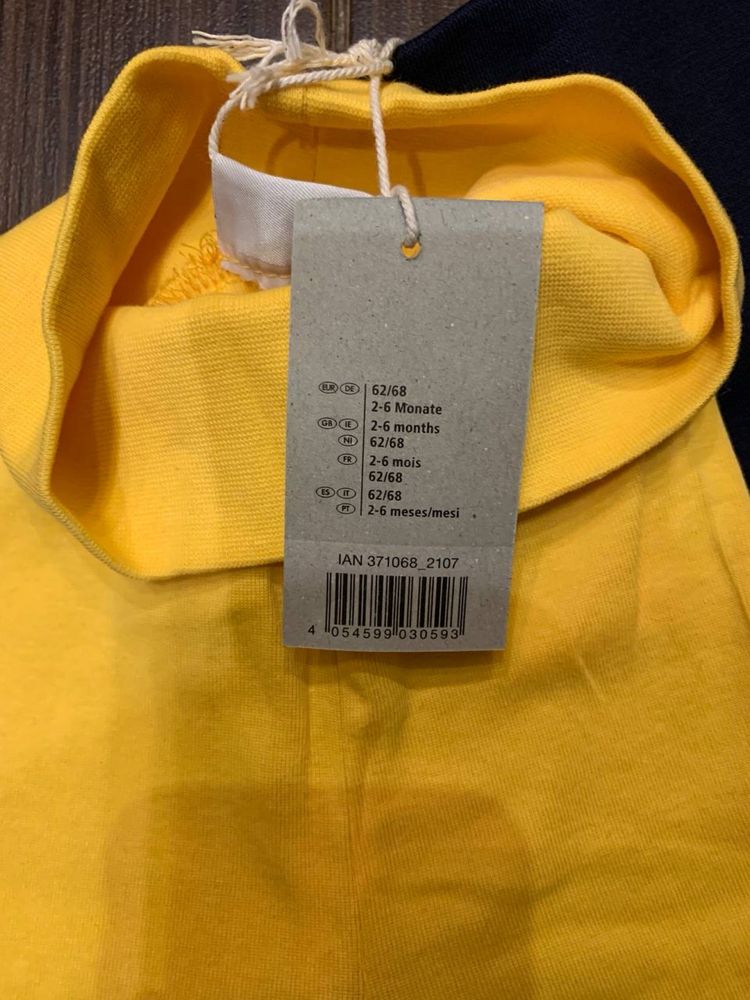 EUR DE 62/68
2-6 Monate
GB IE 2-6 months
NI 62/68
FR 2-6 mois
62/68
ES IT 62/68
PT 2-6 meses/mesi
IAN 371068_2107
4 054599 030593